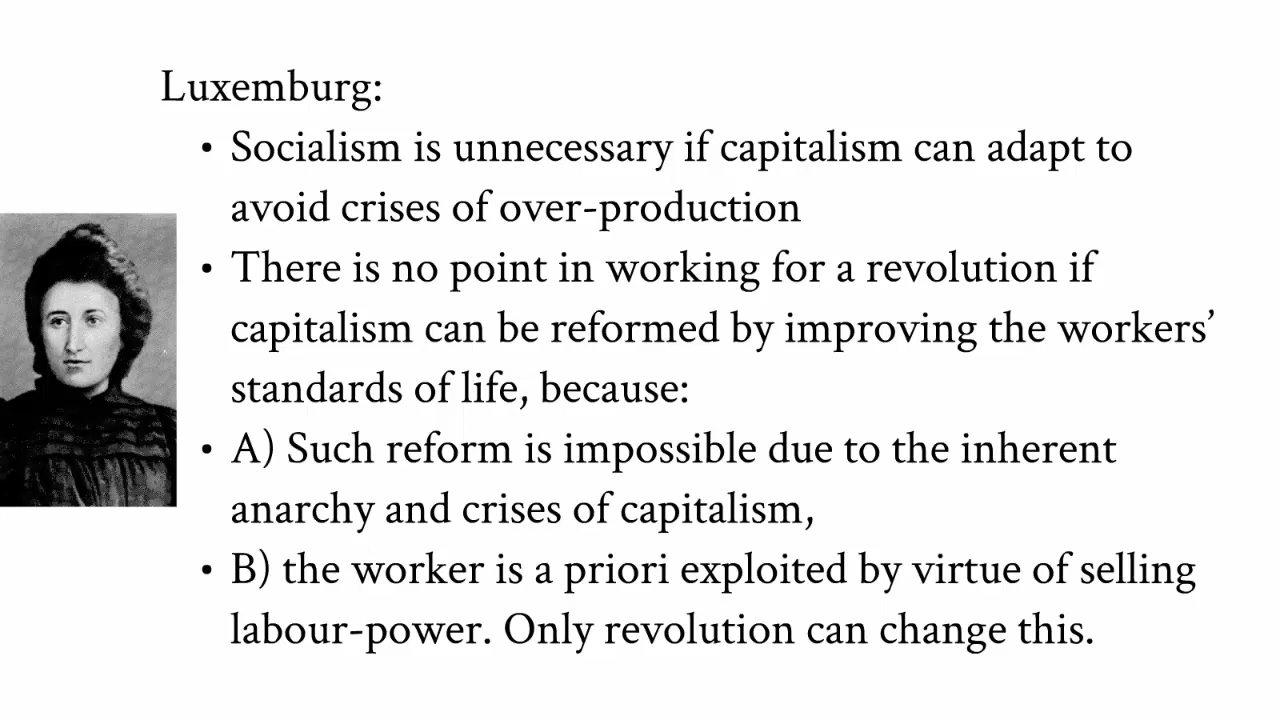 Luxemburg:
• Socialism is unnecessary if capitalism can adapt to
avoid crises of over-production
• There is no point in working for a revolution if
capitalism can be reformed by improving the workers’
standards of life, because:
• A) Such reform is impossible due to the inherent
anarchy and crises of capitalism,
• B) the worker is a priori exploited by virtue of selling
labour-power. Only revolution can change this.